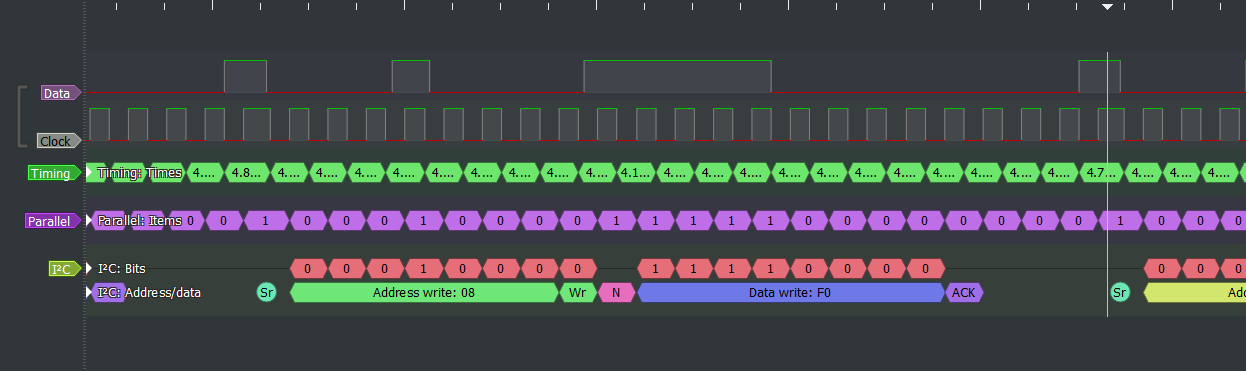 Data
Clock
Timing Timing: Times 4.... 4.8... 4.... 4.... 4.... 4.... 4.... 4.... 4.... 4.... 4.1... 4.... 4.... 4.... 4.... 4.... 4.... 4.... 4.... 4.... 4.... 4.... 4.7... 4.... 4.... 4....
Parallel Parallel: Items 0 0 1 0 0 0 1 0 0 0 0 1 1 1 1 0 0 0 0 0 0 0 0 1 0 0 0
I²C I²C: Bits 0 0 0 1 0 0 0 0 1 1 1 1 0 0 0 0 0 0 0
I²C: Address/data Sr Address write: 08 Wr N Data write: F0 ACK Sr